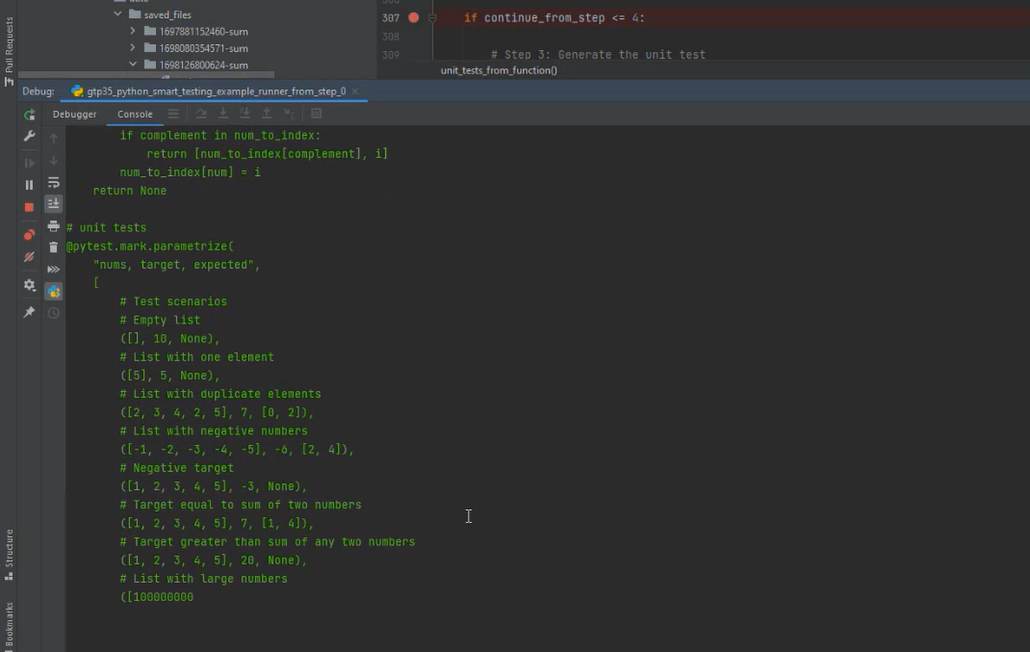 saved_files
1697881152460-sum
1698080354571-sum
1698126800624-sum
307 if continue_from_step <= 4:
308
309 # Step 3: Generate the unit test
unit_tests_from_function()
Pull Requests
Debug: gtp35_python_smart_testing_example_runner_from_step_0
Debugger Console
if complement in num_to_index:
return [num_to_index[complement], i]
num_to_index[num] = i
return None
# unit tests
@pytest.mark.parametrize(
"nums, target, expected",
[
# Test scenarios
# Empty list
([], 10, None),
# List with one element
([5], 5, None),
# List with duplicate elements
([2, 3, 4, 2, 5], 7, [0, 2]),
# List with negative numbers
([-1, -2, -3, -4, -5], -6, [2, 4]),
# Negative target
([1, 2, 3, 4, 5], -3, None),
# Target equal to sum of two numbers
([1, 2, 3, 4, 5], 7, [1, 4]),
# Target greater than sum of any two numbers
([1, 2, 3, 4, 5], 20, None),
# List with large numbers
([100000000
Structure
Bookmarks